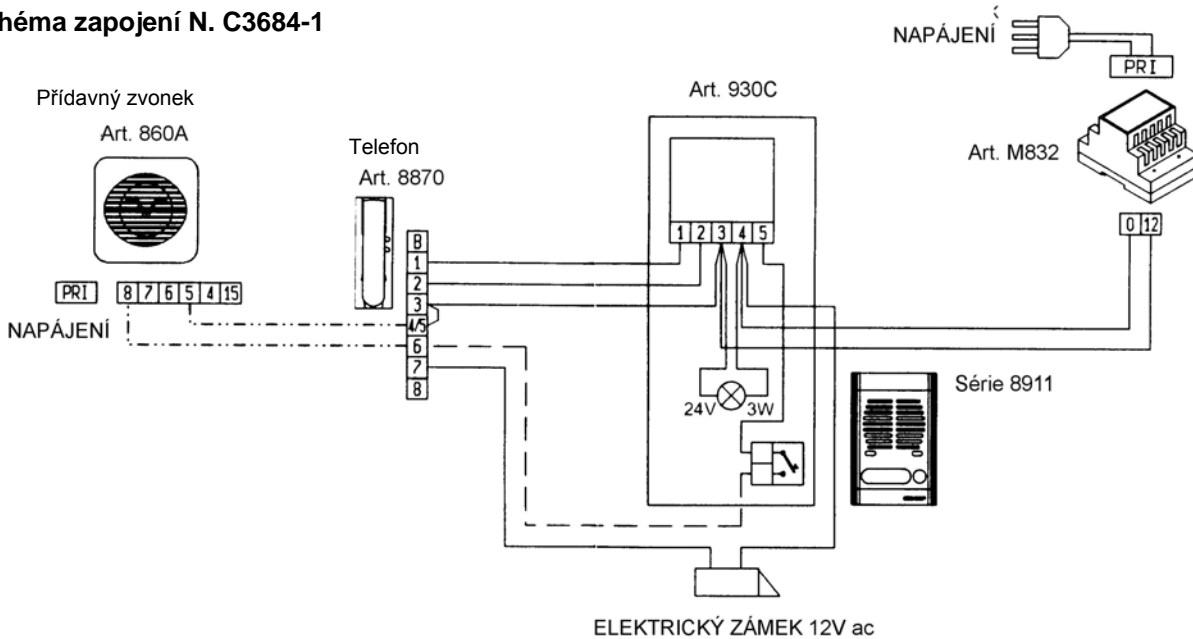 héma zapojení N. C3684-1
NAPÁJENÍ
PRI
Přídavný zvonek
Art. 860A
Art. 930C
Telefon
Art. 8870
Art. M832
1 2 3 4 5
0 12
B
1
2
3
4/5
6
7
8
PRI 8 7 6 5 4 15
NAPÁJENÍ
24V 3W
Série 8911
ELEKTRICKÝ ZÁMEK 12V ac